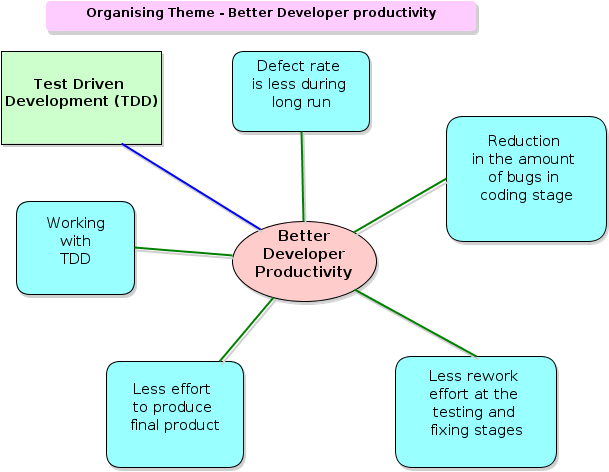 Organising Theme - Better Developer productivity
Test Driven
Development (TDD)
Defect rate
is less during
long run
Reduction
in the amount
of bugs in
coding stage
Working
with
TDD
Better
Developer
Productivity
Less effort
to produce
final product
Less rework
effort at the
testing and
fixing stages